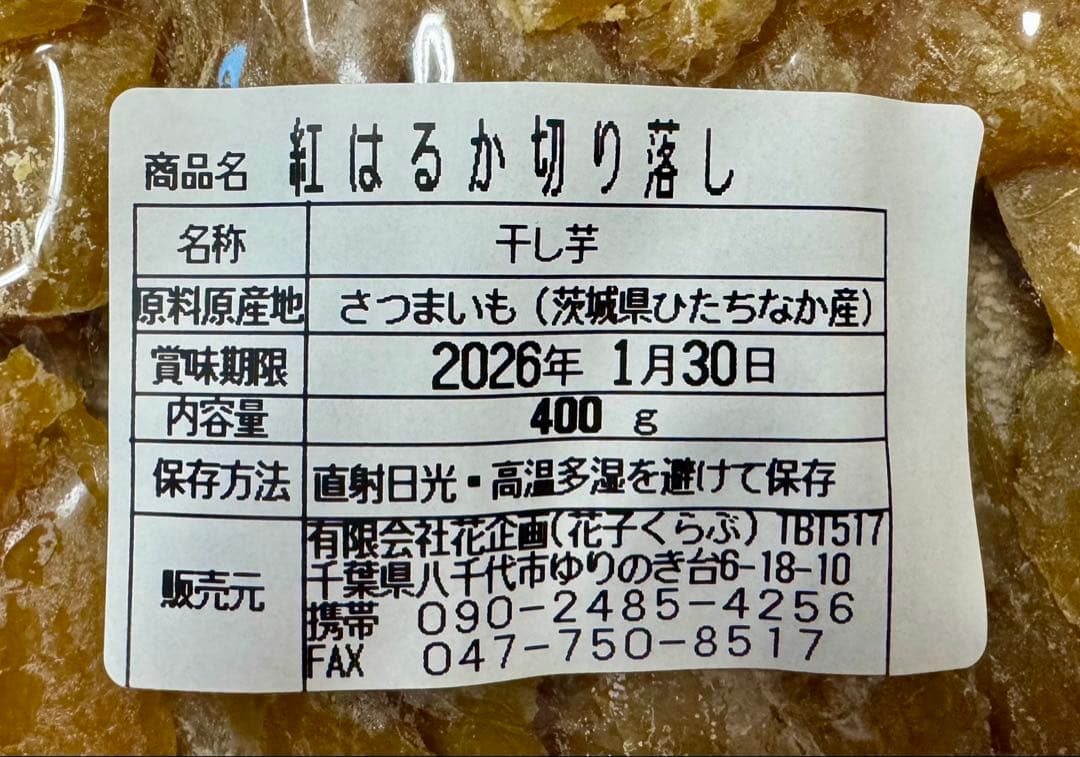 商品名 紅はるか切り落し
名称 干し芋
原料原産地 さつまいも（茨城県ひたちなか産）
賞味期限 2026年 1月30日
内容量 400 g
保存方法 直射日光・高温多湿を避けて保存
販売元 有限会社花企画(花子くらぶ) TBT517
千葉県八千代市ゆりのき台6-18-10
携帯 090-2485-4256
FAX 047-750-8517